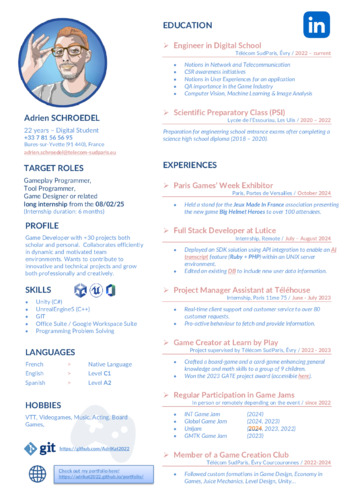 Adrien SCHROEDEL
22 years – Digital Student
+33 7 81 56 56 95
Bures-sur-Yvette (91 440), France
adrien.schroedel@telecom-sudparis.eu
TARGET ROLES
Gameplay Programmer,
Tool Programmer,
Game Designer or related
long internship from the 08/02/25
(Internship duration: 6 months)
PROFILE
Game Developer with +30 projects both
scholar and personal. Collaborates efficiently
in dynamic and motivated team
environments. Wants to contribute to
innovative and technical projects and grow
both professionally and creatively.
SKILLS
• Unity (C#)
• UnrealEngine5 (C++)
• GIT
• Office Suite / Google Workspace Suite
• Programming Problem Solving
LANGUAGES
French = Native Language
English = Level C1
Spanish = Level A2
HOBBIES
VTT, Videogames, Music, Acting, Board
Games.
git
Check out my portfolio here!
EDUCATION
in
➢ Engineer in Digital School
Télécom SudParis, Évry / 2022 – current
• Notions in Network and Telecommunication
• CSR awareness initiatives
• Notions in User Experiences for an application
• QA Importance in the Game Industry
• Computer Vision, Machine Learning & Image Analysis
➢ Scientific Preparatory Class (PSI)
Lycée de l'Essouriau, Les Ulis / 2020 – 2022
Preparation for engineering school entrance exams after completing a
science high school diploma (2018 – 2020)
EXPERIENCES
➢ Paris Games' Week Exhibitor
Paris, Portes de Versailles / October 2024
• Held a stand for the Jeux Made In France association presenting
the new game Big Helmet Heroes to over 100 attendees.
➢ Full Stack Developer at Lutice
Internship, Remote / July - August 2024
• Deployed an SDK solution using API integration to enable an AI
transcript feature (Ruby + PHP) within an UNIX server
environment.
• Edited an existing DB to include new user data information.
➢ Project Manager Assistant at Téléhouse
Internship, Paris 11ème 75 / June - July 2023
• Real-time client support and customer service to over 80
customer requests.
• Pro-active behaviour to fetch and provide information.
➢ Game Creator at Learn by Play
Project supervised by Télécom SudParis, Évry / 2022 - 2023
• Crafted a board game and a card-game enhancing general
knowledge and math skills to a group of 9 children.
• Won the 2023 GATE project award (accessible here).
➢ Regular Participation in Game Jams
In person or remotely depending on the event / since 2022
• INT Game Jam (2024)
• Global Game Jam (2024, 2023)
• Unijam (2024, 2023, 2022)
• GMTK Game Jam (2023)
➢ Member of a Game Creation Club
Télécom SudParis, Évry Courcouronnes / 2022-2024
• Followed custom formations in Game Design, Economy in
Games, Juice Mechanics, Level Design, Unity…